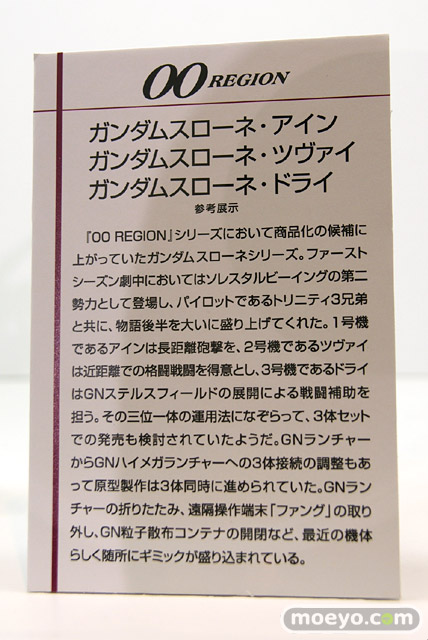 00 REGION
ガンダムスローネ・アイン
ガンダムスローネ・ツヴァイ
ガンダムスローネ・ドライ
参考展示
『00 REGION』シリーズにおいて商品化の候補に
上がっていたガンダムスローネシリーズ。ファースト
シーズン劇中においてはソレスタルビーイングの第二
勢力として登場し、パイロットであるトリニティ3兄弟
と共に、物語後半を大いに盛り上げてくれた。1号機
であるアインは長距離砲撃を、2号機であるツヴァイ
は近距離での格闘戦闘を得意とし、3号機であるドライ
はGNステルスフィールドの展開による戦闘補助を
担う。その三位一体の運用法になぞらって、3体セット
での発売も検討されていたようだ。GNランチャー
からGNハイメガランチャーへの3体接続の調整もあ
って原型製作は3体同時に進められていた。GNラン
チャーの折りたたみ、遠隔操作端末「ファング」の取り
外し、GN粒子散布コンテナの開閉など、最近の機体
らしく随所にギミックが盛り込まれている。
moeyo.com